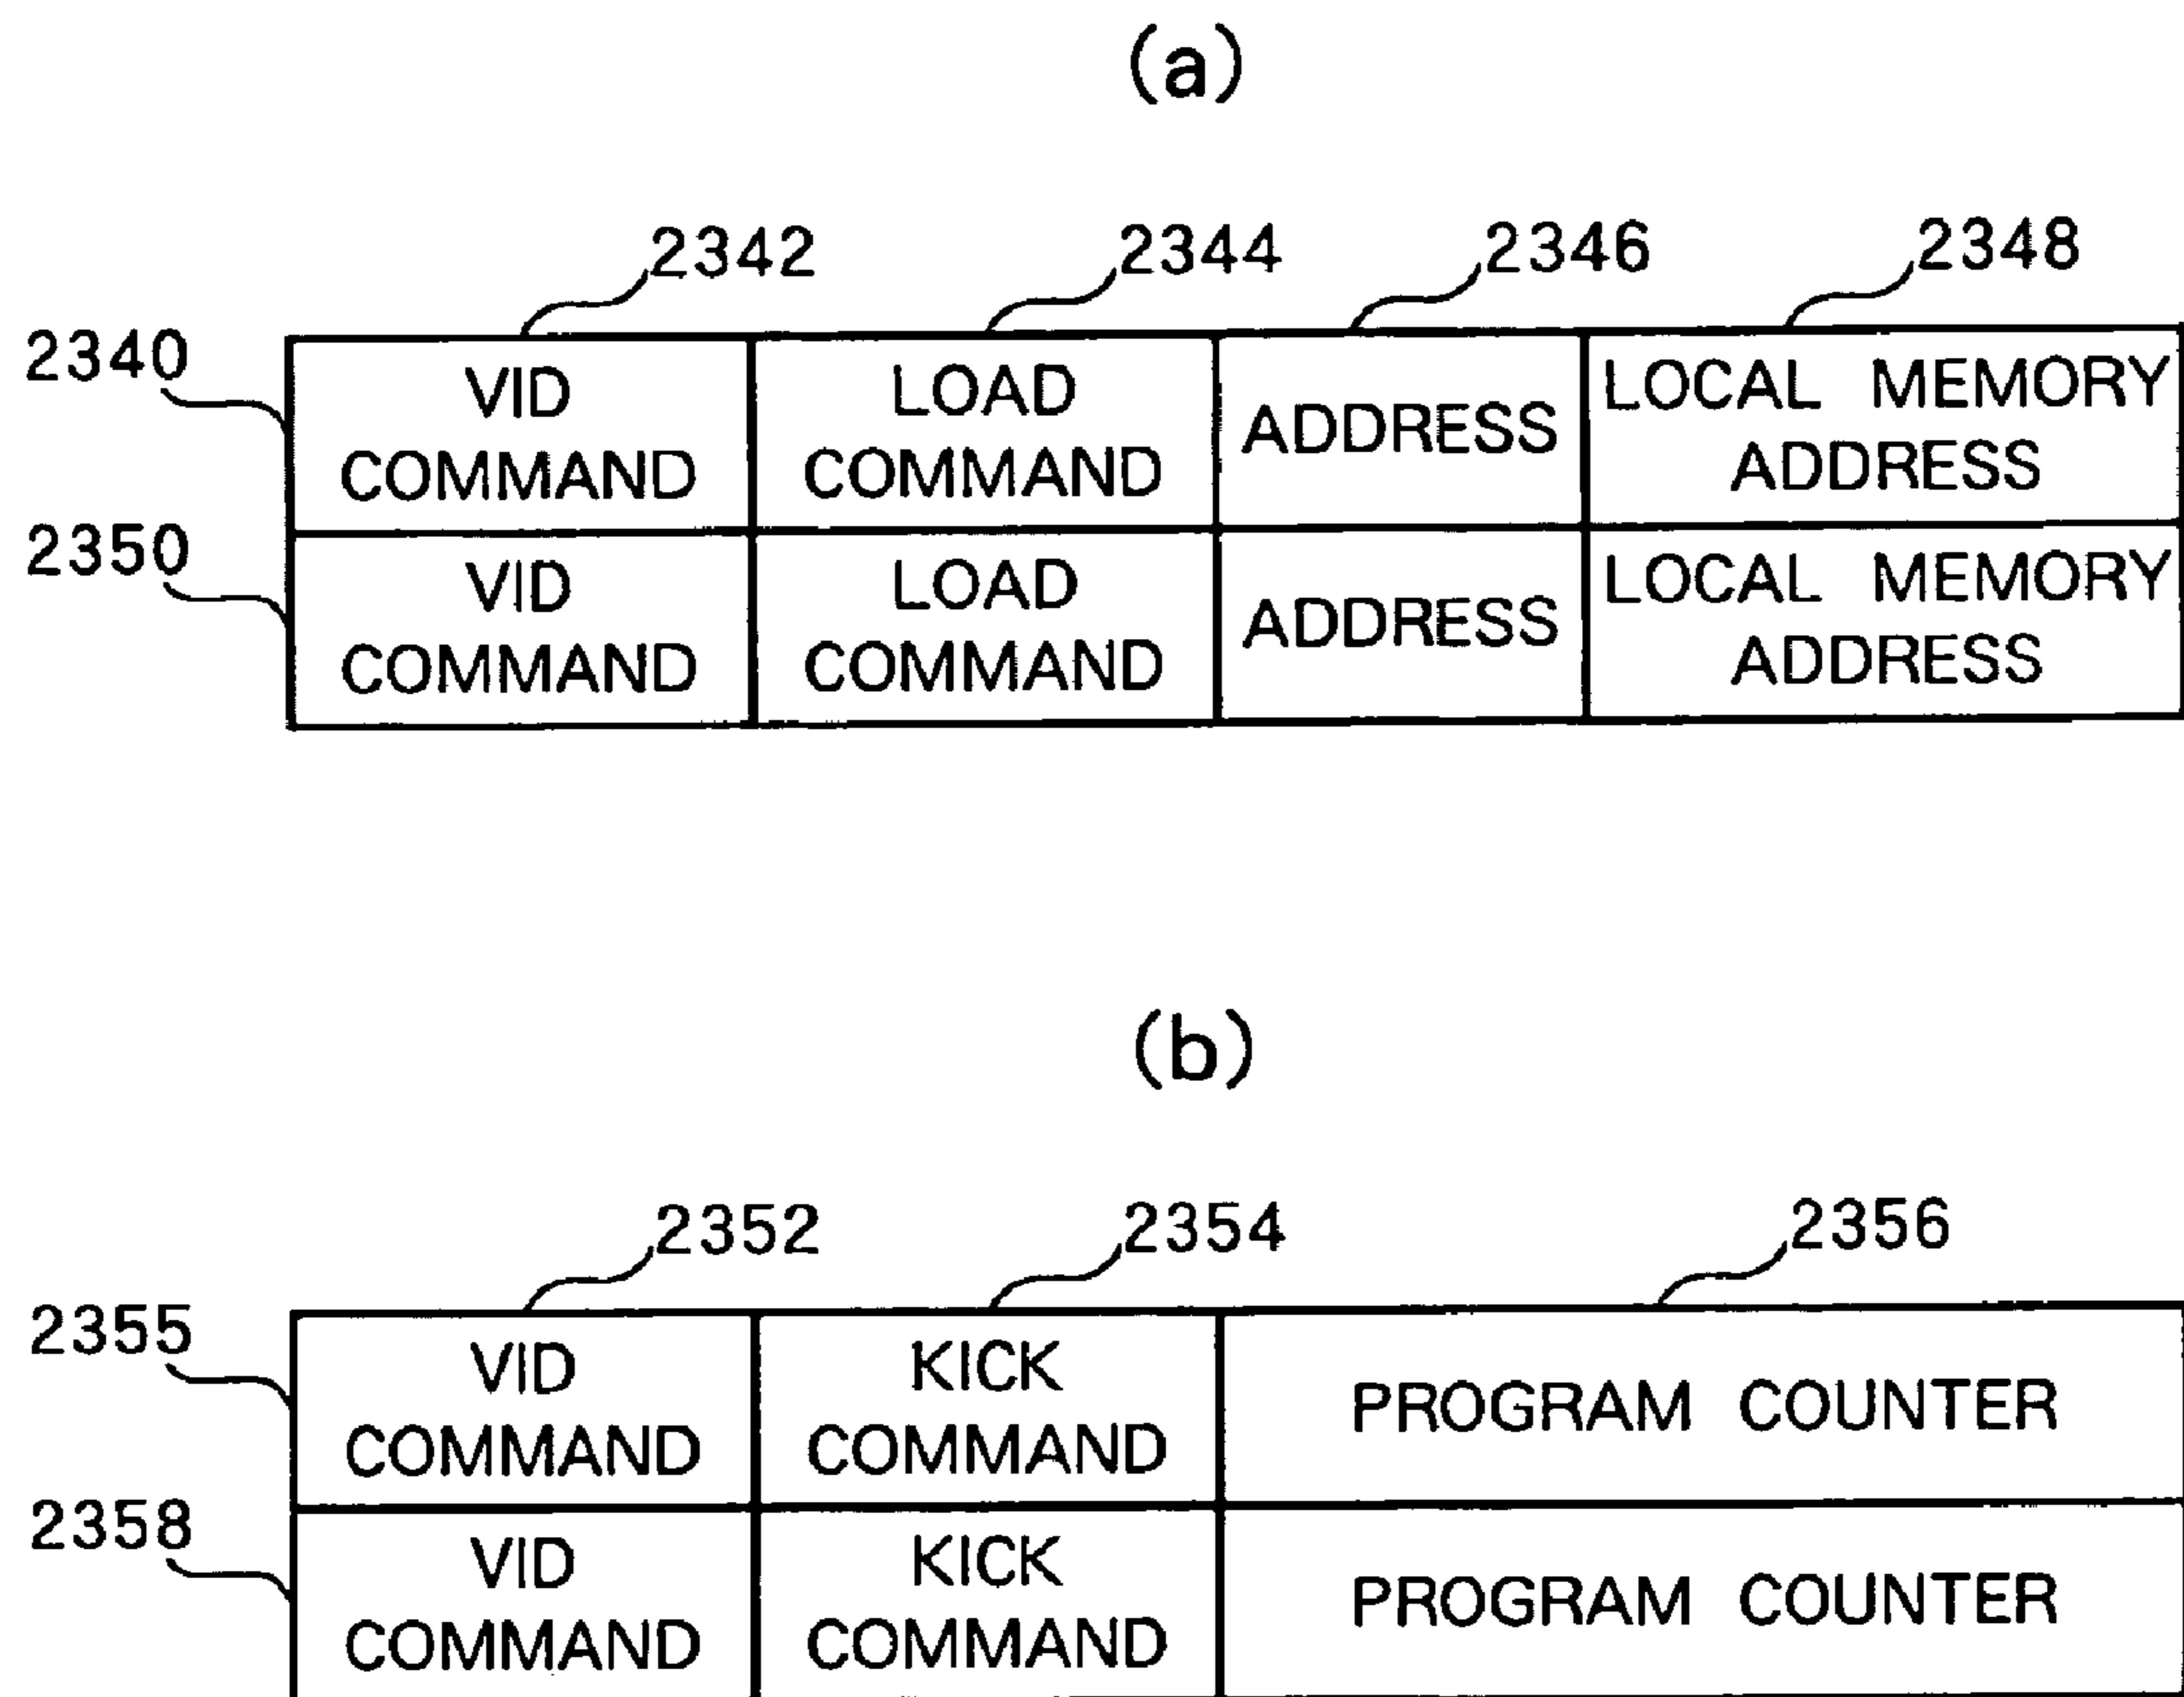 (a)
2342 2344 2346 2348
2340
VID LOAD LOCAL MEMORY
ADDRESS
COMMAND COMMAND ADDRESS
2350
VID LOAD LOCAL MEMORY
ADDRESS
COMMAND COMMAND ADDRESS
(b)
2352 2354 2356
2355
VID KICK
PROGRAM COUNTER
COMMAND COMMAND
2358
VID KICK
PROGRAM COUNTER
COMMAND COMMAND